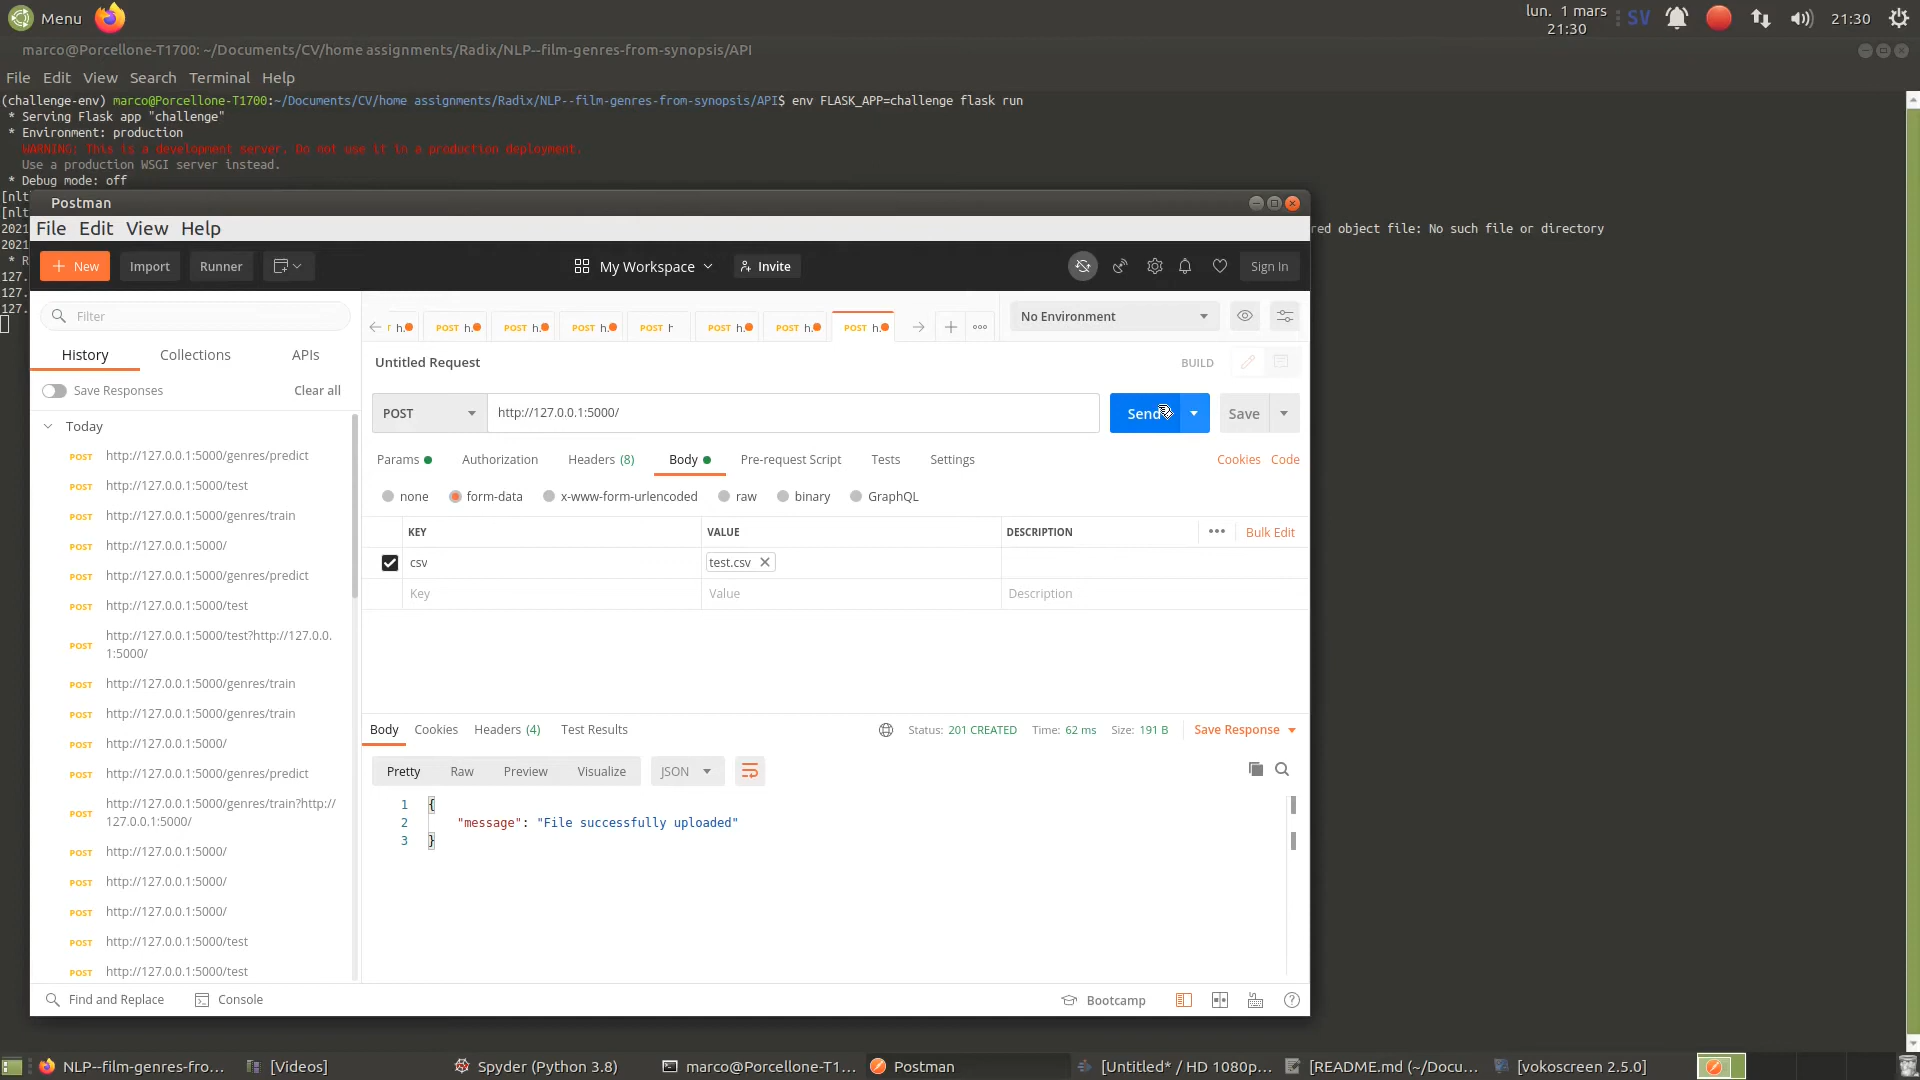 Menu
lun. 1 mars
21:30
SV
21:30
marco@Porcellone-T1700: ~/Documents/CV/home assignments/Radix/NLP--film-genres-from-synopsis/API
File Edit View Search Terminal Help
(challenge-env) marco@Porcellone-T1700:~/Documents/CV/home assignments/Radix/NLP--film-genres-from-synopsis/API$ env FLASK_APP=challenge flask run
* Serving Flask app "challenge"
* Environment: production
WARNING: This is a development server. Do not use it in a production deployment.
Use a production WSGI server instead.
* Debug mode: off
[nlt
[nlt
2021
red object file: No such file or directory
2021
* R
127.
127.
127.
Postman
File Edit View Help
New Import Runner My Workspace Invite Sign In
Filter
History Collections APIs
Save Responses Clear all
Today
POST http://127.0.0.1:5000/genres/predict
POST http://127.0.0.1:5000/test
POST http://127.0.0.1:5000/genres/train
POST http://127.0.0.1:5000/
POST http://127.0.0.1:5000/genres/predict
POST http://127.0.0.1:5000/test
POST http://127.0.0.1:5000/test?http://127.0.0.
1:5000/
POST http://127.0.0.1:5000/genres/train
POST http://127.0.0.1:5000/genres/train
POST http://127.0.0.1:5000/
POST http://127.0.0.1:5000/genres/predict
POST http://127.0.0.1:5000/genres/train?http://
127.0.0.1:5000/
POST http://127.0.0.1:5000/
POST http://127.0.0.1:5000/
POST http://127.0.0.1:5000/
POST http://127.0.0.1:5000/test
POST http://127.0.0.1:5000/test
h. POST h. POST h. POST h. POST h POST h. POST h. POST h.
No Environment
Untitled Request BUILD
POST http://127.0.0.1:5000/ Send Save
Params Authorization Headers (8) Body Pre-request Script Tests Settings Cookies Code
none form-data x-www-form-urlencoded raw binary GraphQL
KEY VALUE DESCRIPTION Bulk Edit
csv test.csv
Key Value Description
Body Cookies Headers (4) Test Results Status: 201 CREATED Time: 62 ms Size: 191 B Save Response
Pretty Raw Preview Visualize JSON
1 {
2 "message": "File successfully uploaded"
3 }
Find and Replace Console Bootcamp
NLP--film-genres-fro... [Videos] Spyder (Python 3.8) marco@Porcellone-T1... Postman [Untitled* / HD 1080p... [README.md (~/Docu... [vokoscreen 2.5.0]